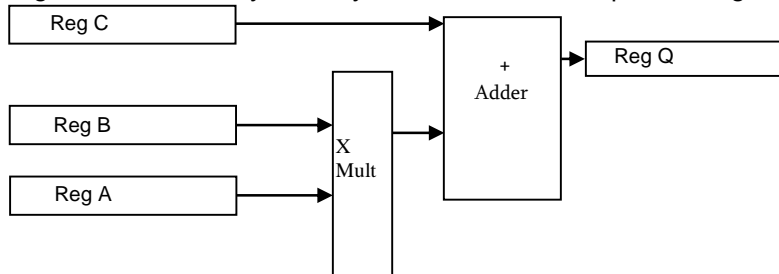 Reg C
+
Adder
Reg Q
Reg B
X
Mult
Reg A